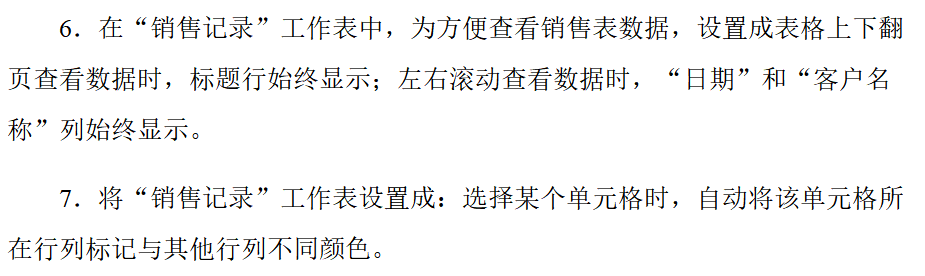 6．在“销售记录”工作表中，为方便查看销售表数据，设置成表格上下翻
页查看数据时，标题行始终显示；左右滚动查看数据时，“日期”和“客户名
称”列始终显示。
7．将“销售记录”工作表设置成：选择某个单元格时，自动将该单元格所
在行列标记与其他行列不同颜色。